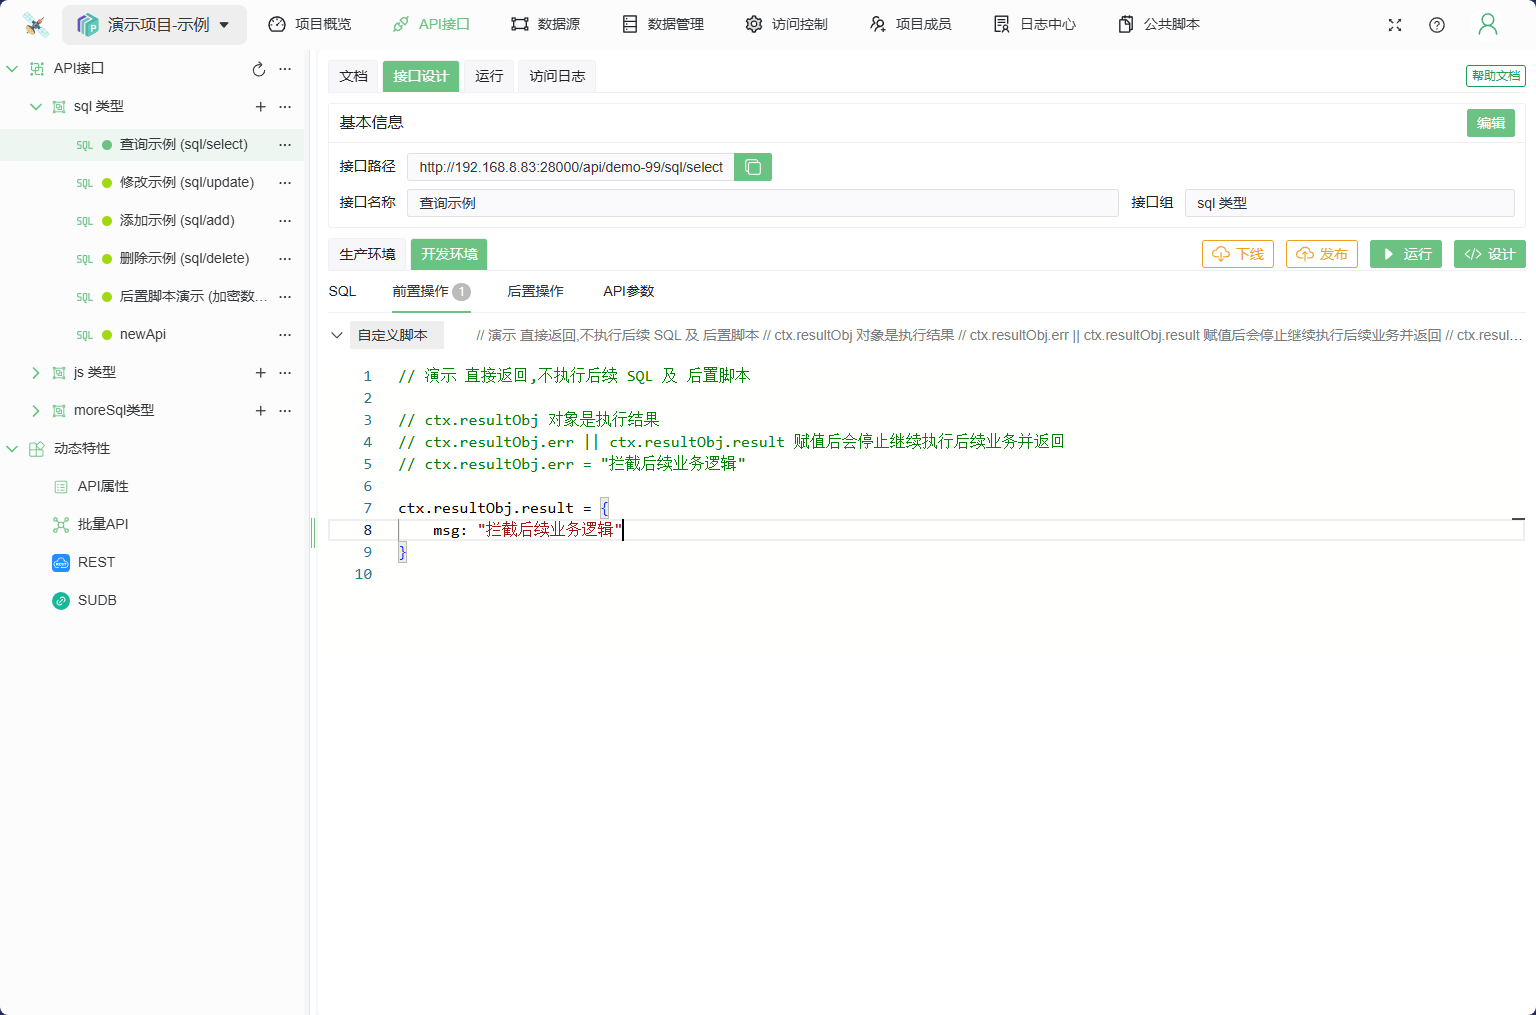 演示项目-示例 项目概览 API接口 数据源 数据管理 访问控制 项目成员 日志中心 公共脚本
API接口
sql 类型
SQL 查询示例 (sql/select)
SQL 修改示例 (sql/update)
SQL 添加示例 (sql/add)
SQL 删除示例 (sql/delete)
SQL 后置脚本演示 (加密数...
SQL newApi
js 类型
moreSql类型
动态特性
API属性
批量API
REST
SUDB
文档 接口设计 运行 访问日志 帮助文档
基本信息 编辑
接口路径 http://192.168.8.83:28000/api/demo-99/sql/select
接口名称 查询示例 接口组 sql 类型
生产环境 开发环境 下线 发布 运行 设计
SQL 前置操作 1 后置操作 API参数
自定义脚本 // 演示 直接返回,不执行后续 SQL 及 后置脚本 // ctx.resultObj 对象是执行结果 // ctx.resultObj.err || ctx.resultObj.result 赋值后会停止继续执行后续业务并返回 // ctx.resul...
1 // 演示 直接返回,不执行后续 SQL 及 后置脚本
2
3 // ctx.resultObj 对象是执行结果
4 // ctx.resultObj.err || ctx.resultObj.result 赋值后会停止继续执行后续业务并返回
5 // ctx.resultObj.err = "拦截后续业务逻辑"
6
7 ctx.resultObj.result = {
8 msg: "拦截后续业务逻辑"
9 }
10